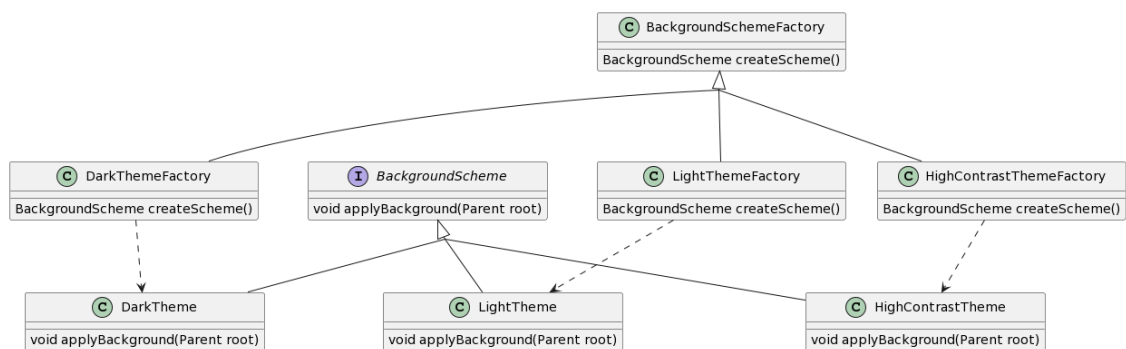 C BackgroundSchemeFactory
BackgroundScheme createScheme()
C DarkThemeFactory
BackgroundScheme createScheme()
I BackgroundScheme
void applyBackground(Parent root)
C LightThemeFactory
BackgroundScheme createScheme()
C HighContrastThemeFactory
BackgroundScheme createScheme()
C DarkTheme
void applyBackground(Parent root)
C LightTheme
void applyBackground(Parent root)
C HighContrastTheme
void applyBackground(Parent root)